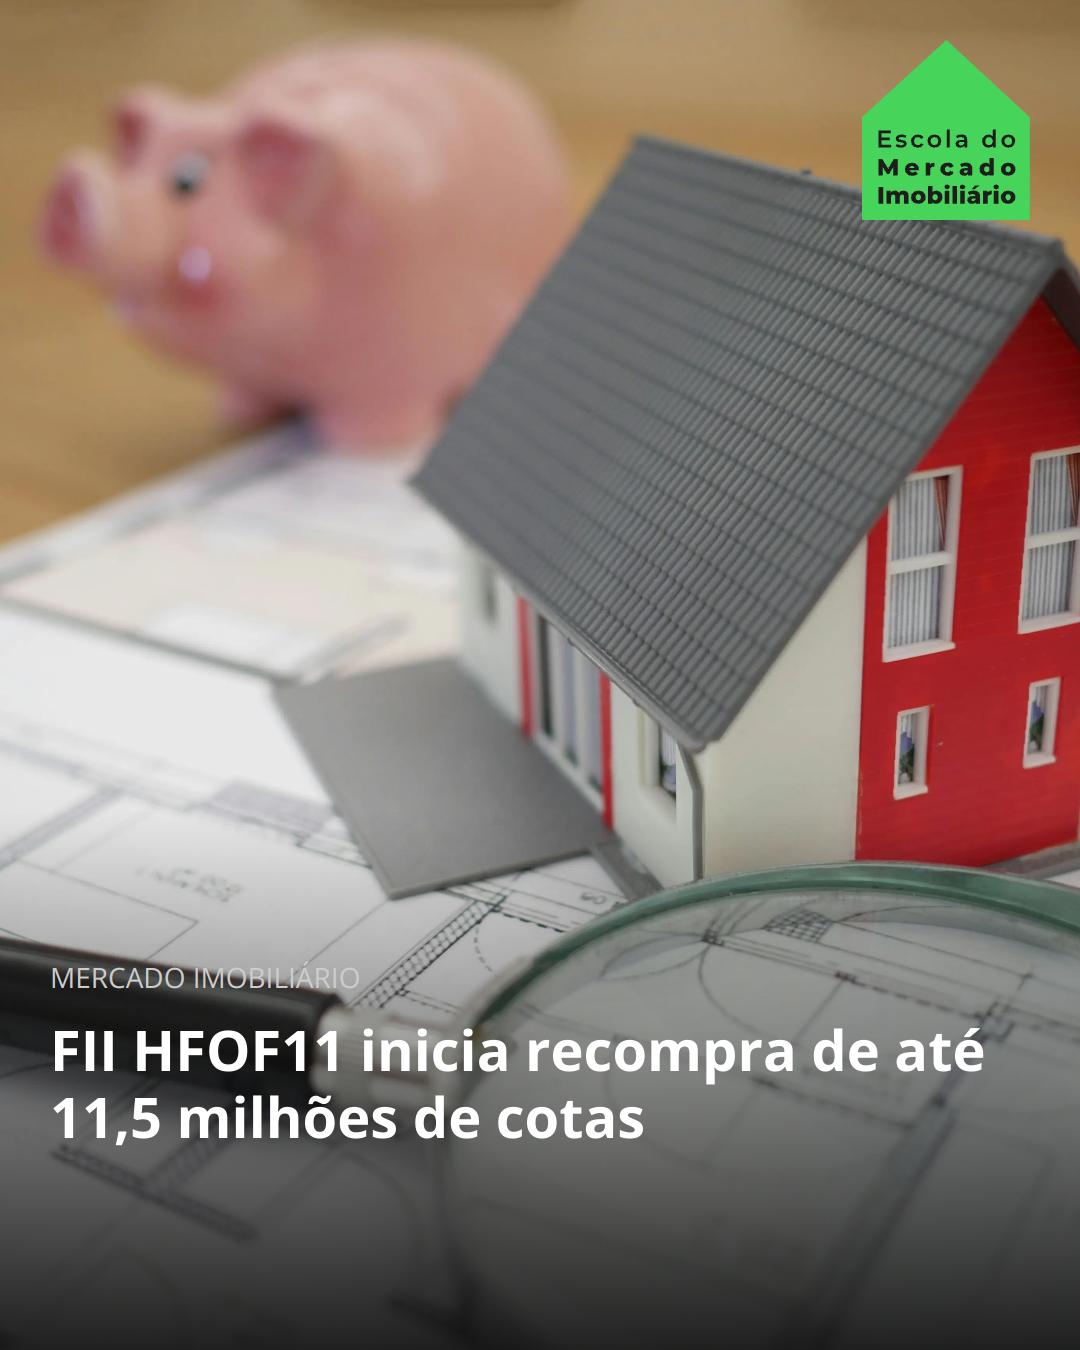 Escola do
Mercado
Imobiliário
MERCADO IMOBILIÁRIO
FII HFOF11 inicia recompra de até
11,5 milhões de cotas